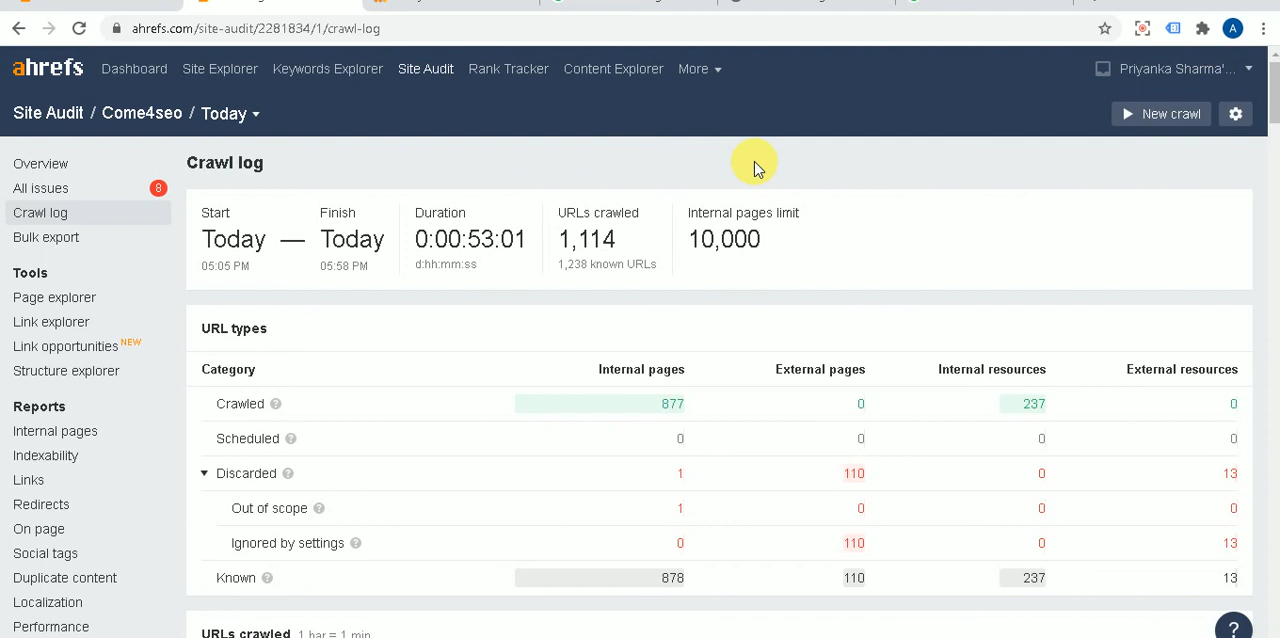 ahrefs.com/site-audit/2281834/1/crawl-log
A
ahrefs Dashboard Site Explorer Keywords Explorer Site Audit Rank Tracker Content Explorer More Priyanka Sharma'...
Site Audit / Come4seo / Today New crawl
Overview
All issues 8
Crawl log
Bulk export
Tools
Page explorer
Link explorer
Link opportunities NEW
Structure explorer
Reports
Internal pages
Indexability
Links
Redirects
On page
Social tags
Duplicate content
Localization
Performance
Crawl log
Start Finish Duration URLs crawled Internal pages limit
Today — Today 0:00:53:01 1,114 10,000
05:05 PM 05:58 PM d:hh:mm:ss 1,238 known URLs
URL types
Category Internal pages External pages Internal resources External resources
Crawled ? 877 0 237 0
Scheduled ? 0 0 0 0
Discarded ? 1 110 0 13
Out of scope ? 1 0 0 0
Ignored by settings ? 0 110 0 13
Known ? 878 110 237 13
URLs crawled 1 bar = 1 min
?